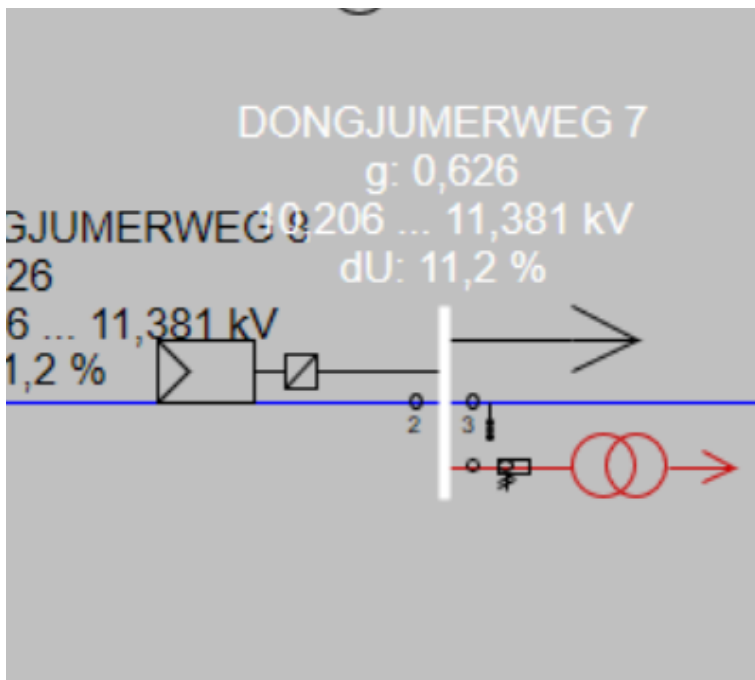 DONGJUMERWEG 7
g: 0,626
10,206 ... 11,381 kV
dU: 11,2 %
GJUMERWEG 8
26
6 ... 11,381 kV
1,2 %
2
3